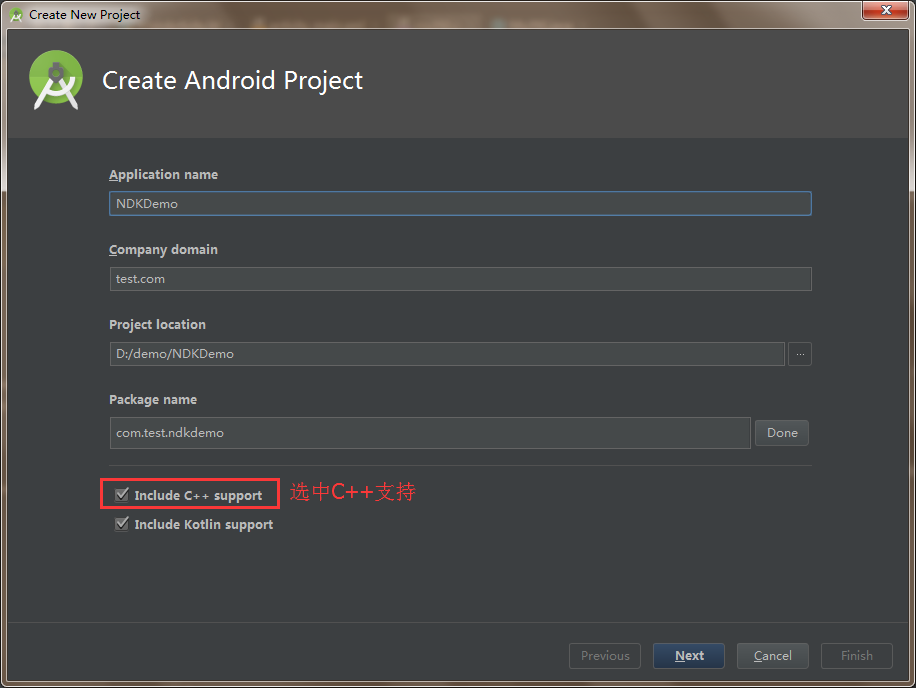 Create New Project
Create Android Project
Application name
NDKDemo
Company domain
test.com
Project location
D:/demo/NDKDemo
...
Package name
com.test.ndkdemo
Done
Include C++ support 选中C++支持
Include Kotlin support
Previous Next Cancel Finish